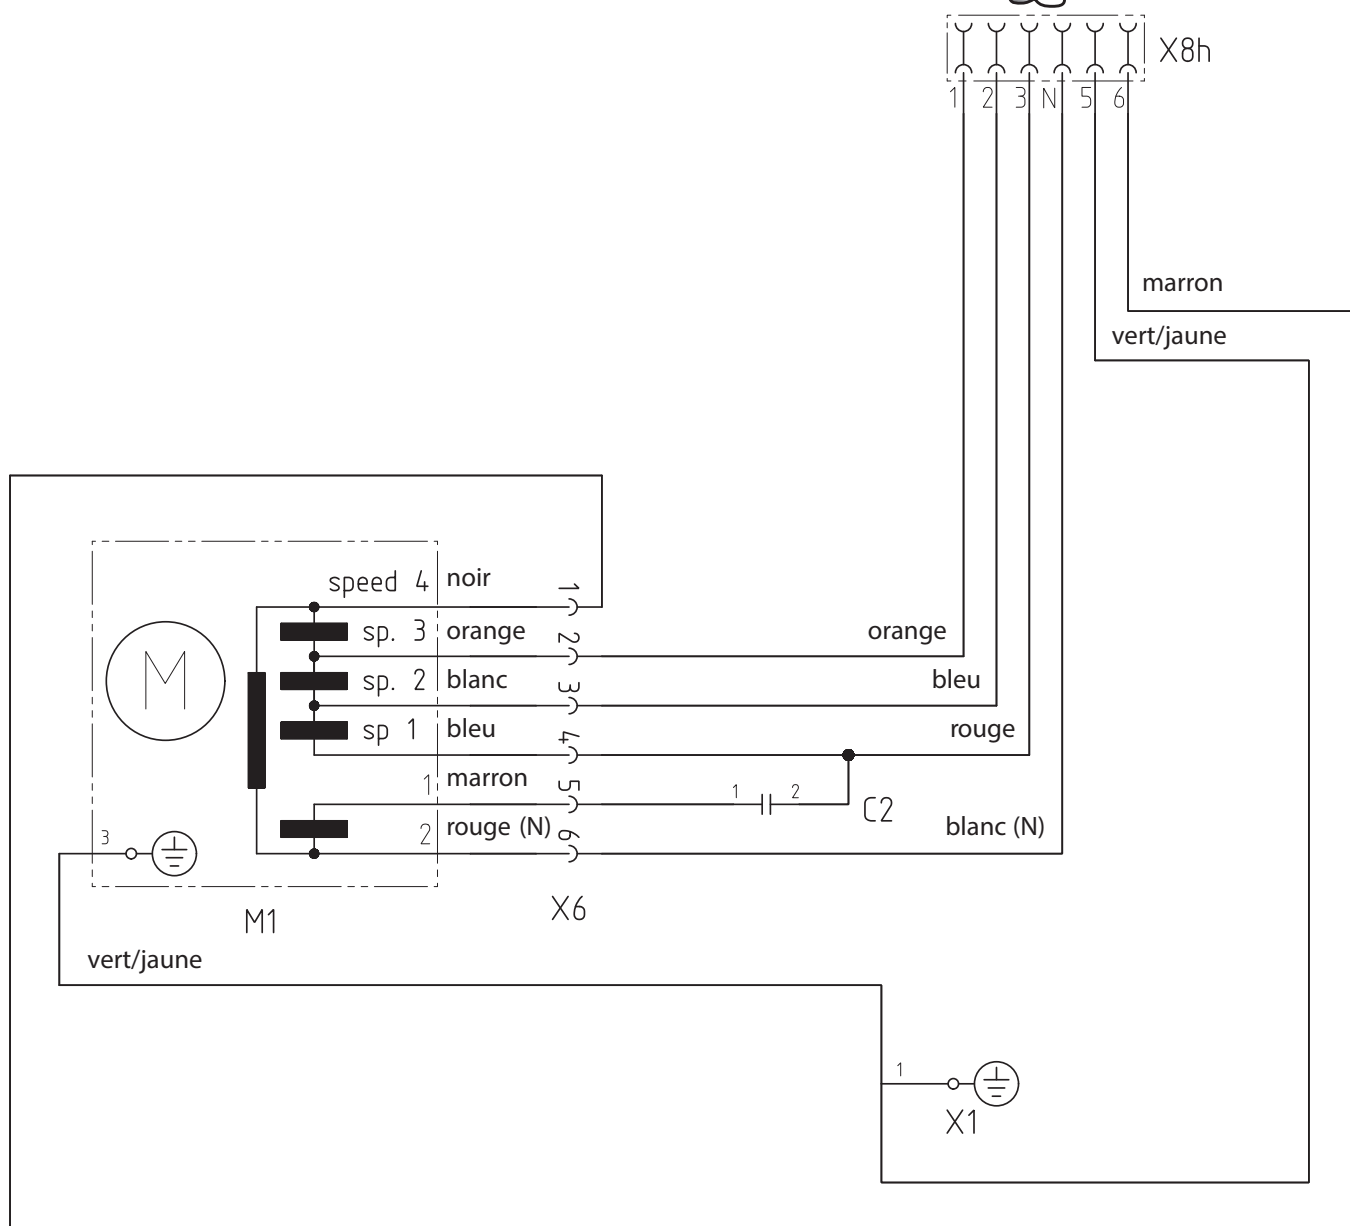 X8h
1 2 3 N 5 6
marron
vert/jaune
speed 4 noir 1
sp. 3 orange 2 orange
M sp. 2 blanc 3 bleu
sp 1 bleu 4 rouge
1 marron 5 1 2 C2
3 2 rouge (N) 6 blanc (N)
M1 X6
vert/jaune
1
X1